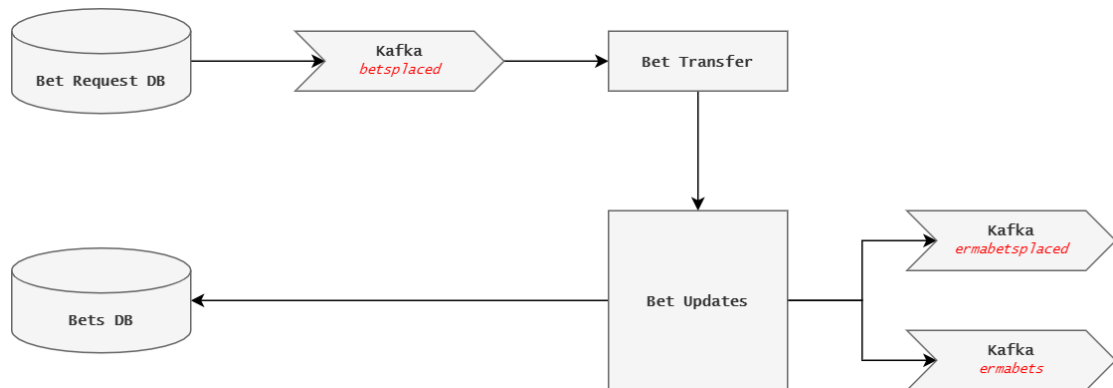 Kafka
betsplaced
Bet Request DB
Bet Transfer
Kafka
ermabetsplaced
Bets DB
Bet Updates
Kafka
ermabets